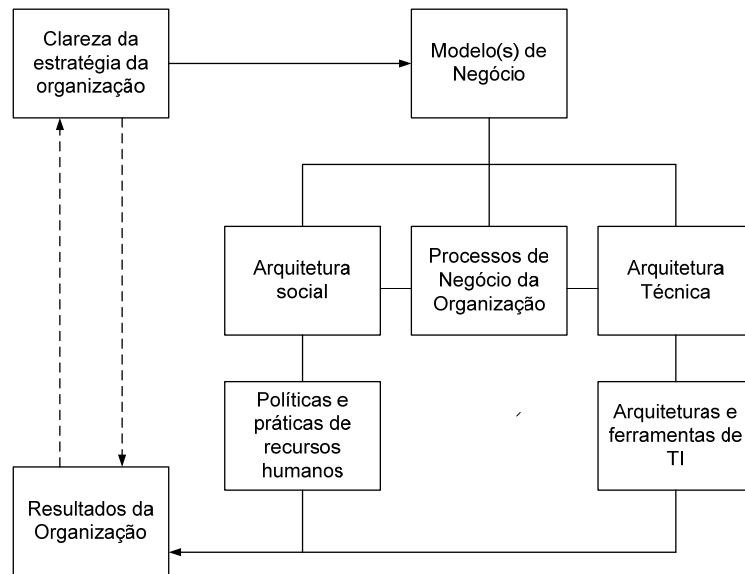 Clareza da
estratégia da
organização
Modelo(s) de
Negócio
Arquitetura
social
Processos de
Negócio da
Organização
Arquitetura
Técnica
Políticas e
práticas de
recursos
humanos
Arquiteturas e
ferramentas de
TI
Resultados da
Organização